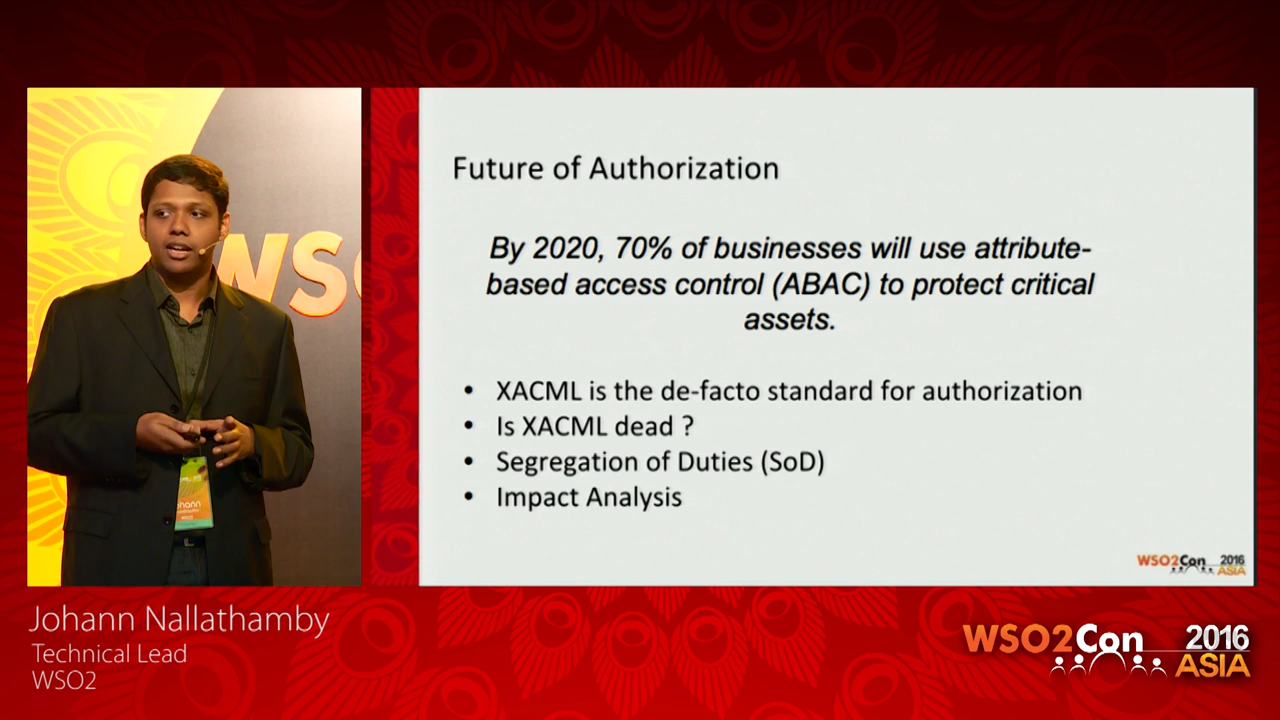 WSO
ohann
Future of Authorization
By 2020, 70% of businesses will use attribute-
based access control (ABAC) to protect critical
assets.
• XACML is the de-facto standard for authorization
• Is XACML dead ?
• Segregation of Duties (SoD)
• Impact Analysis
WSO2Con 2016
ASIA
Johann Nallathamby
Technical Lead
WSO2
WSO2Con 2016
ASIA